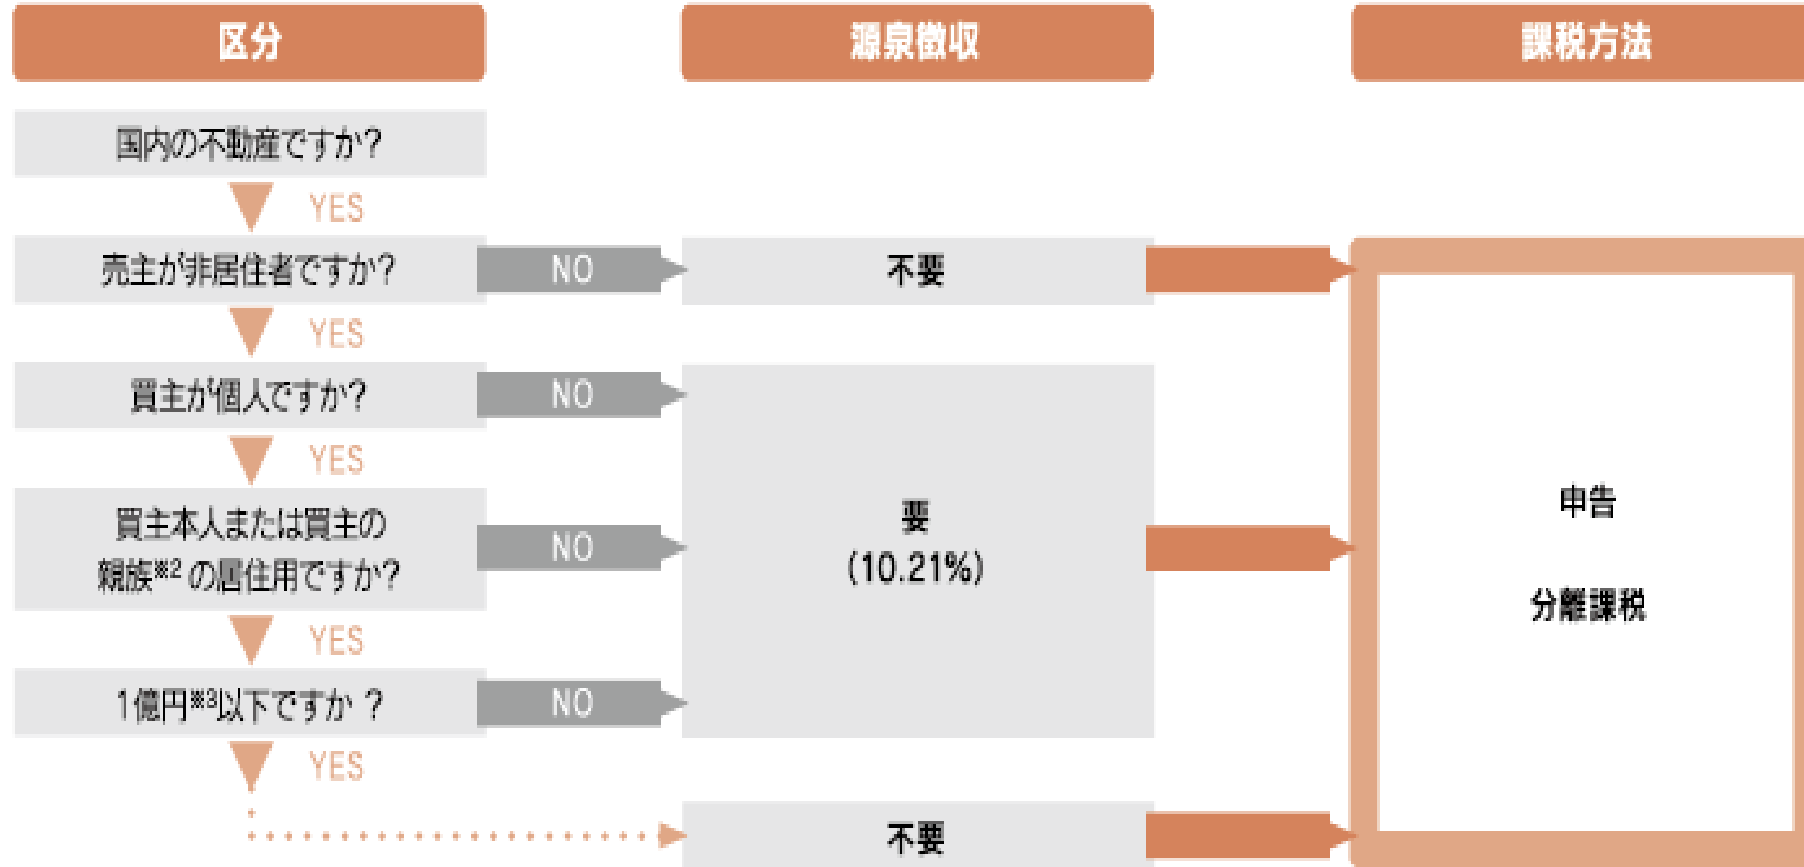 区分
源泉徴収
課税方法
国内の不動産ですか?
YES
売主が非居住者ですか?
NO
不要
YES
買主が個人ですか?
NO
YES
買主本人または買主の
親族※2の居住用ですか?
NO
要
(10.21%)
申告
分離課税
YES
1億円※3以下ですか ?
NO
YES
不要